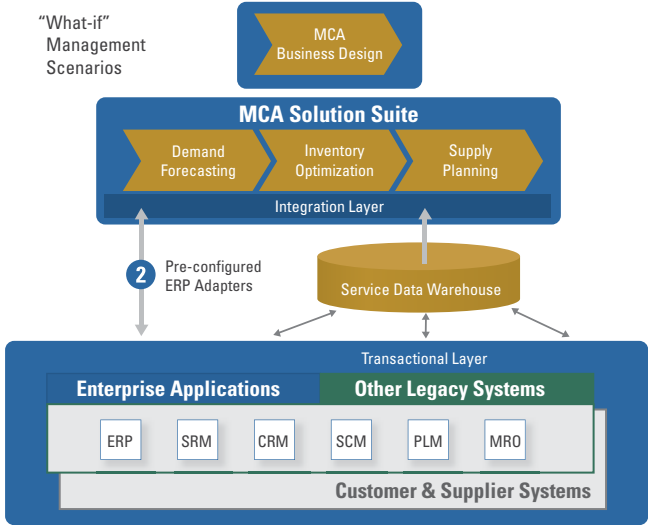 “What-if”
Management
Scenarios
MCA
Business Design
MCA Solution Suite
Demand
Forecasting
Inventory
Optimization
Supply
Planning
Integration Layer
2
Pre-configured
ERP Adapters
Service Data Warehouse
Transactional Layer
Enterprise Applications
Other Legacy Systems
ERP
SRM
CRM
SCM
PLM
MRO
Customer & Supplier Systems